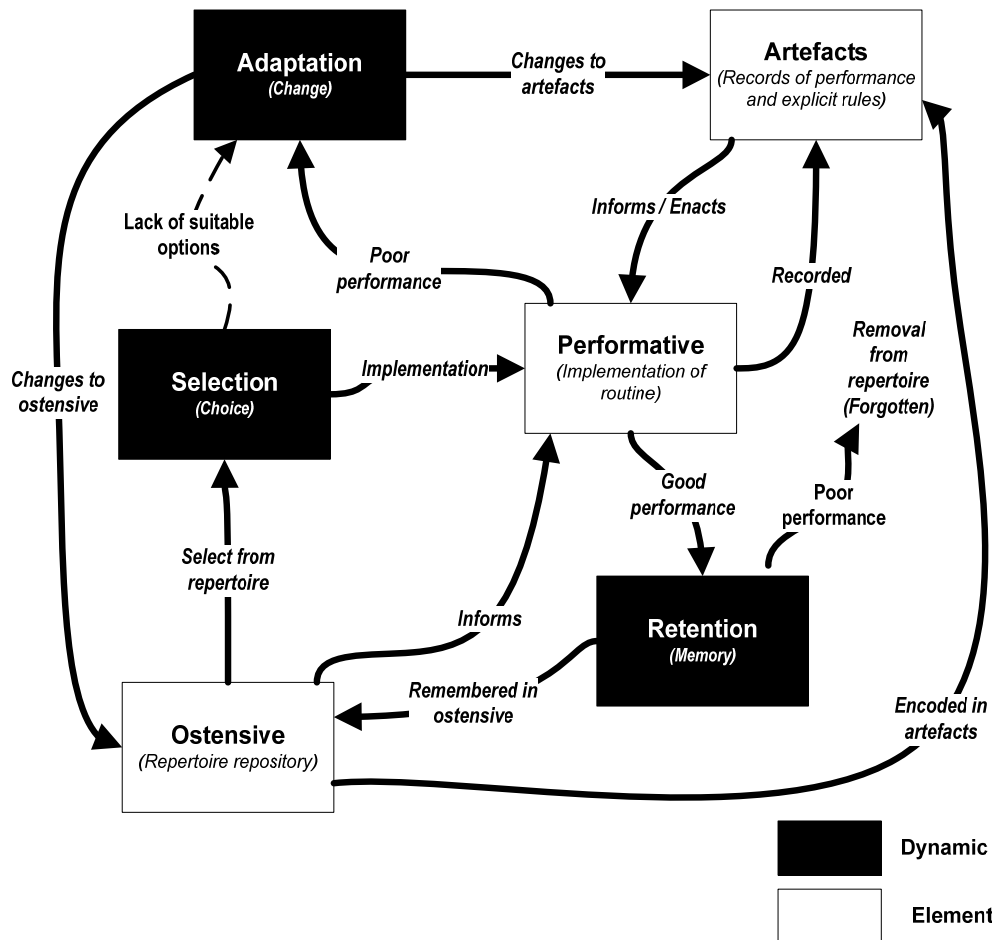 Adaptation
(Change)
Changes to
artefacts
Artefacts
(Records of performance
and explicit rules)
Lack of suitable
options
Informs / Enacts
Poor
performance
Recorded
Removal
from
repertoire
(Forgotten)
Changes to
ostensive
Selection
(Choice)
Implementation
Performative
(Implementation of
routine)
Good
performance
Poor
performance
Select from
repertoire
Informs
Retention
(Memory)
Remembered in
ostensive
Encoded in
artefacts
Ostensive
(Repertoire repository)
Dynamic
Element